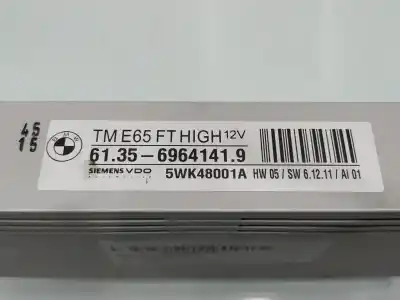 45
15
BMW
TM E65 FT HIGH 12V
61.35-6964141.9
SIEMENS VDO
5WK48001A HW 05 / SW 6.12.11 / AI 01